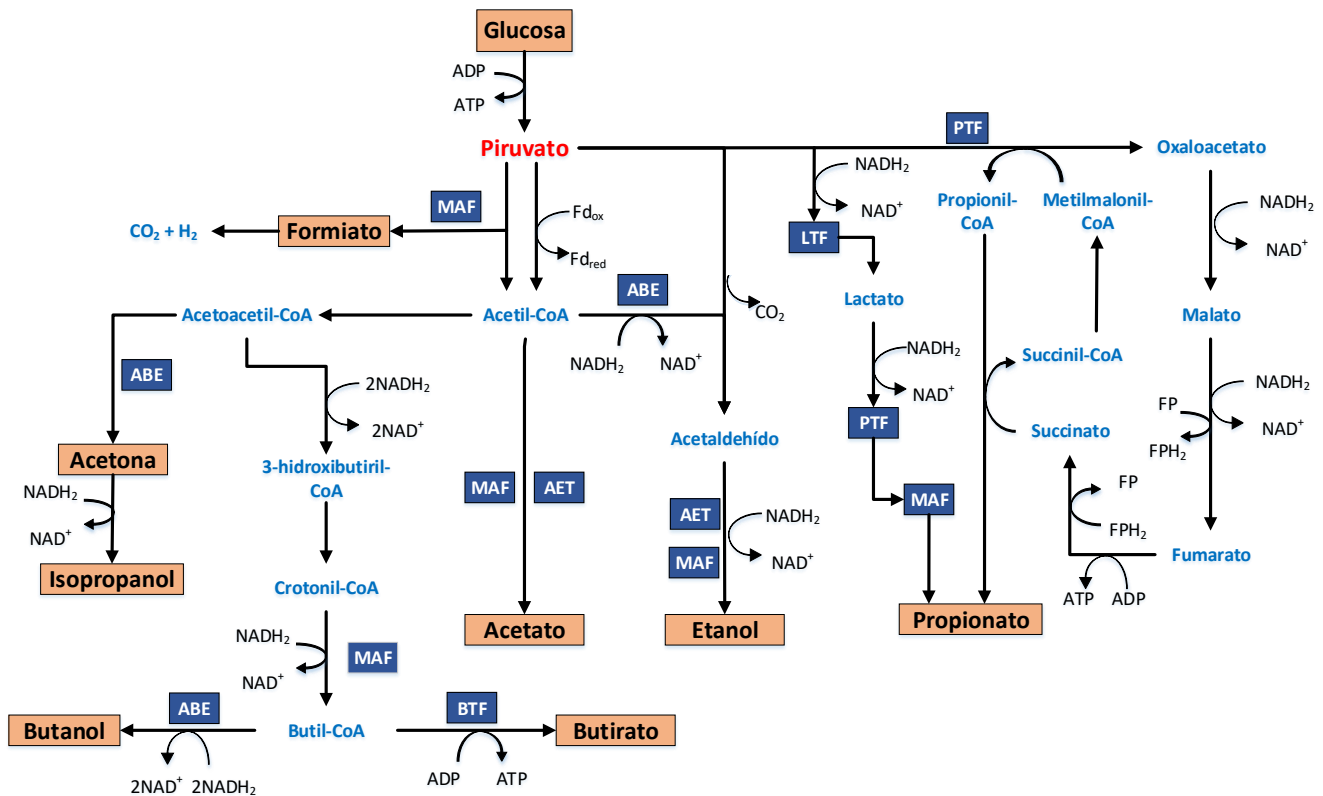 Glucosa
ADP
ATP
Piruvato
PTF
Oxaloacetato
MAF
Formiato
CO₂ + H₂
Fdox
Fdred
NADH₂
NAD⁺
LTF
Propionil-
CoA
Metilmalonil-
CoA
NADH₂
NAD⁺
Acetoacetil-CoA
Acetil-CoA
ABE
NADH₂
NAD⁺
CO₂
Lactato
Malato
ABE
2NADH₂
2NAD⁺
NADH₂
NAD⁺
Succinil-CoA
FP
FPH₂
NADH₂
NAD⁺
Acetona
NADH₂
NAD⁺
Isopropanol
3-hidroxibutiril-
CoA
MAF
AET
Acetaldehído
PTF
Succinato
AET
MAF
NADH₂
NAD⁺
MAF
FP
FPH₂
Fumarato
ATP
ADP
Crotonil-CoA
NADH₂
NAD⁺
MAF
Acetato
Etanol
Propionato
Butanol
ABE
2NAD⁺
2NADH₂
Butil-CoA
BTF
ADP
ATP
Butirato